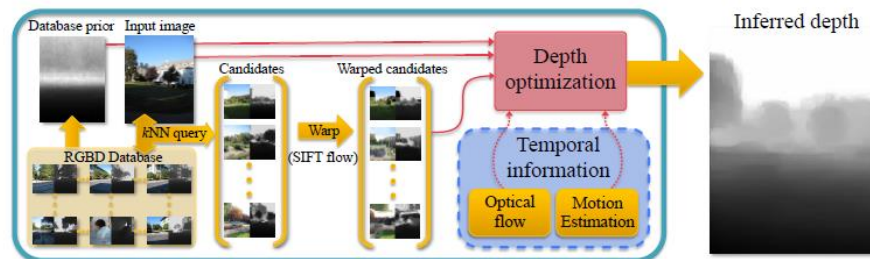 Database prior
Input image
Inferred depth
Candidates
Warped candidates
Depth
optimization
kNN query
Warp
(SIFT flow)
RGBD Database
Temporal
information
Optical
flow
Motion
Estimation